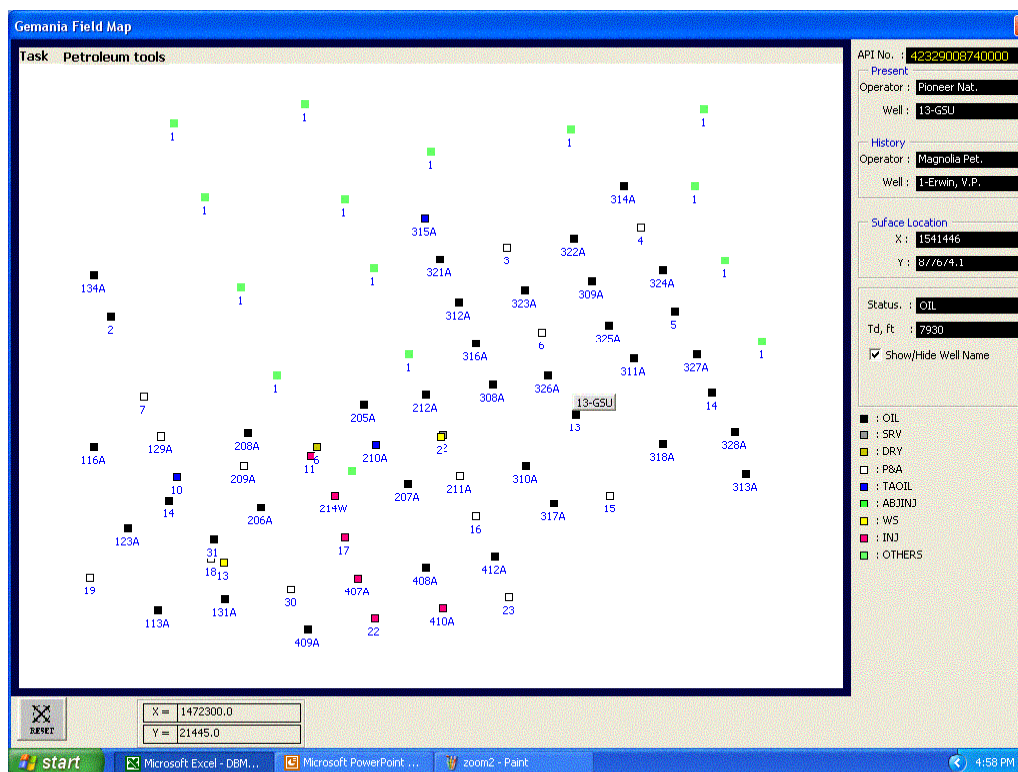 Gemania Field Map
Task Petroleum tools
API No. : 42329008740000
Present
Operator : Pioneer Nat.
Well : 13-GSU
History
Operator : Magnolia Pet.
Well : 1-Erwin, V.P.
Suface Location
X : 1541446
Y : 877674.1
Status. : OIL
Td, ft : 7930
Show/Hide Well Name
: OIL
: SRV
: DRY
: P&A
: TAOIL
: ABJINJ
: WS
: INJ
: OTHERS
1
1
1
1
1
314A
1
1
1
315A
4
322A
3
321A
1
1
324A
134A
309A
1
323A
312A
5
2
325A
6
1
316A
1
311A
327A
1
326A
308A
212A
14
7
205A
13-GSU
13
328A
129A
208A
22
116A
6
210A
318A
11
209A
310A
313A
10
211A
207A
214W
15
14
206A
317A
16
123A
17
31
412A
18
13
408A
19
407A
30
23
131A
113A
410A
22
409A
RESET
X = 1472300.0
Y = 21445.0
start
Microsoft Excel - DBM...
Microsoft PowerPoint ...
zoom2 - Paint
4:58 PM